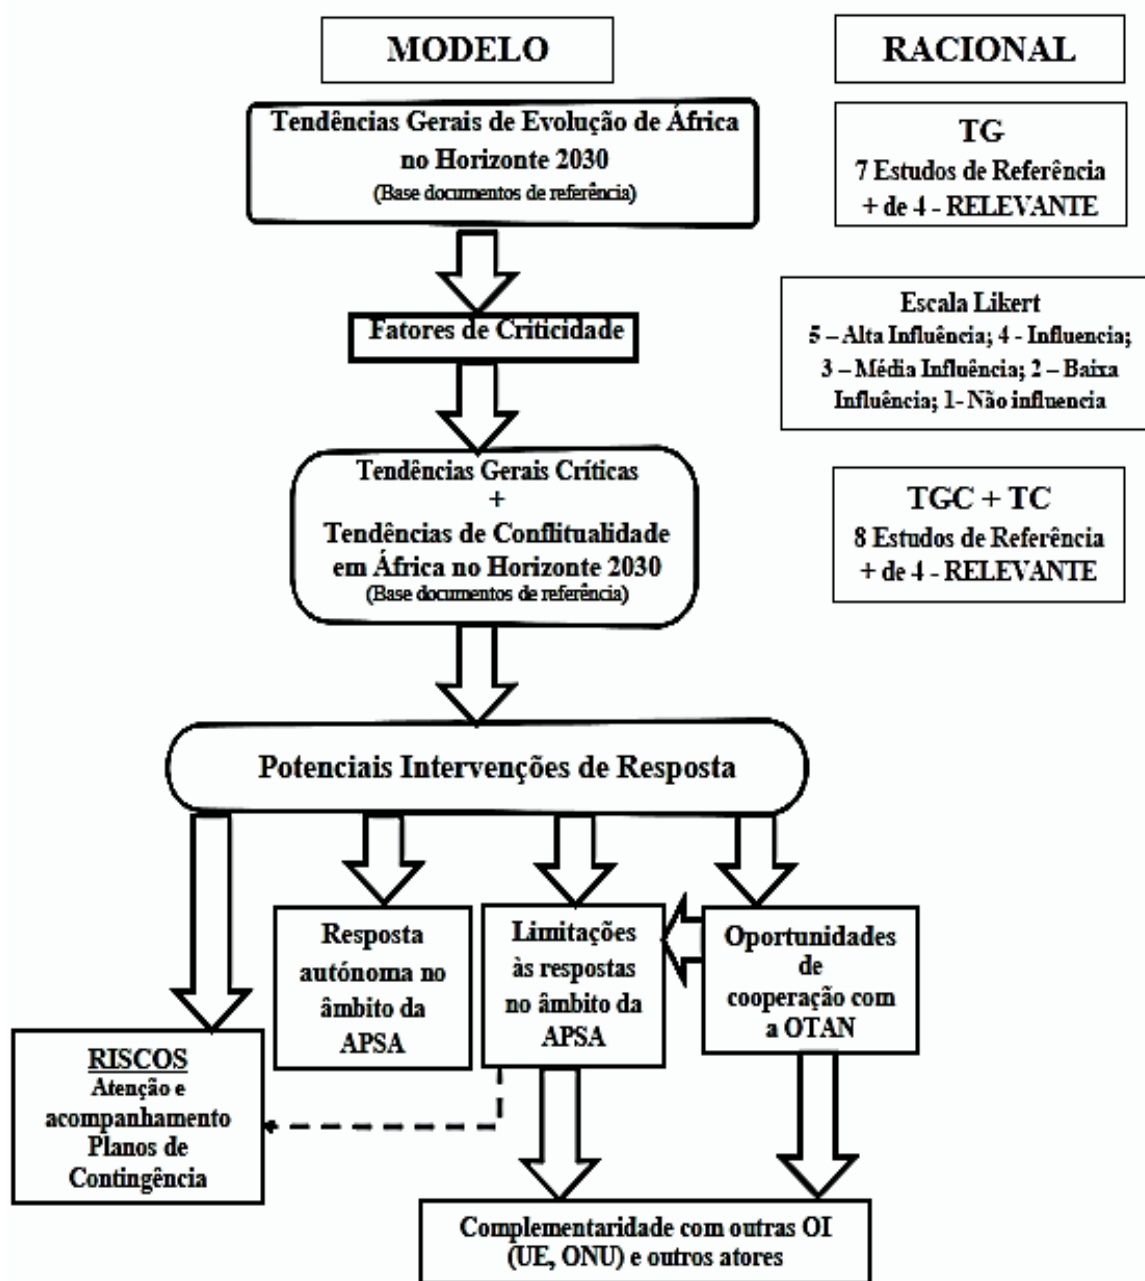 MODELO
RACIONAL
Tendências Gerais de Evolução de África
no Horizonte 2030
(Base documentos de referência)
TG
7 Estudos de Referência
+ de 4 - RELEVANTE
Fatores de Criticidade
Escala Likert
5 – Alta Influência; 4 - Influencia;
3 – Média Influência; 2 – Baixa
Influência; 1- Não influencia
Tendências Gerais Críticas
+
Tendências de Conflitualidade
em África no Horizonte 2030
(Base documentos de referência)
TGC + TC
8 Estudos de Referência
+ de 4 - RELEVANTE
Potenciais Intervenções de Resposta
Resposta
autónoma no
âmbito da
APSA
Limitações
às respostas
no âmbito da
APSA
Oportunidades
de
cooperação com
a OTAN
RISCOS
Atenção e
acompanhamento
Planos de
Contingência
Complementaridade com outras OI
(UE, ONU) e outros atores